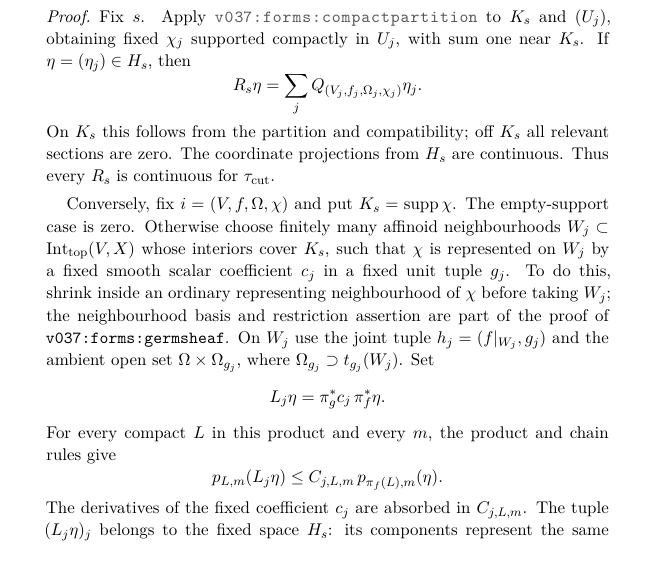 Proof. Fix s. Apply v037:forms:compactpartition to K_s and (U_j),
obtaining fixed χ_j supported compactly in U_j, with sum one near K_s. If
η = (η_j) ∈ H_s, then
R_sη = ∑_j Q_{(V_j,f_j,Ω_j,χ_j)}η_j.
On K_s this follows from the partition and compatibility; off K_s all relevant
sections are zero. The coordinate projections from H_s are continuous. Thus
every R_s is continuous for τ_cut.
Conversely, fix i = (V, f, Ω, χ) and put K_s = supp χ. The empty-support
case is zero. Otherwise choose finitely many affinoid neighbourhoods W_j ⊂
Int_top(V, X) whose interiors cover K_s, such that χ is represented on W_j by
a fixed smooth scalar coefficient c_j in a fixed unit tuple g_j. To do this,
shrink inside an ordinary representing neighbourhood of χ before taking W_j;
the neighbourhood basis and restriction assertion are part of the proof of
v037:forms:germsheaf. On W_j use the joint tuple h_j = (f|_{W_j}, g_j) and the
ambient open set Ω × Ω_{g_j}, where Ω_{g_j} ⊃ t_{g_j}(W_j). Set
L_jη = π_g^*c_j π_f^*η.
For every compact L in this product and every m, the product and chain
rules give
p_{L,m}(L_jη) ≤ C_{j,L,m} p_{π_f(L),m}(η).
The derivatives of the fixed coefficient c_j are absorbed in C_{j,L,m}. The tuple
(L_jη)_j belongs to the fixed space H_s: its components represent the same